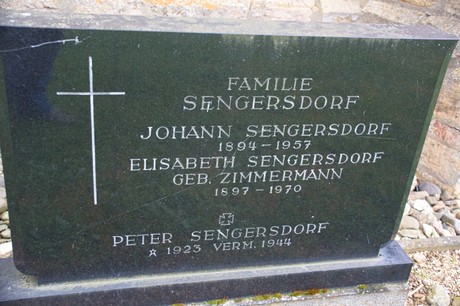 FAMILIE
SENGERSDORF
JOHANN SENGERSDORF
1894-1957
ELISABETH SENGERSDORF
GEB. ZIMMERMANN
1897-1970
PETER SENGERSDORF
* 1923 VERM. 1944